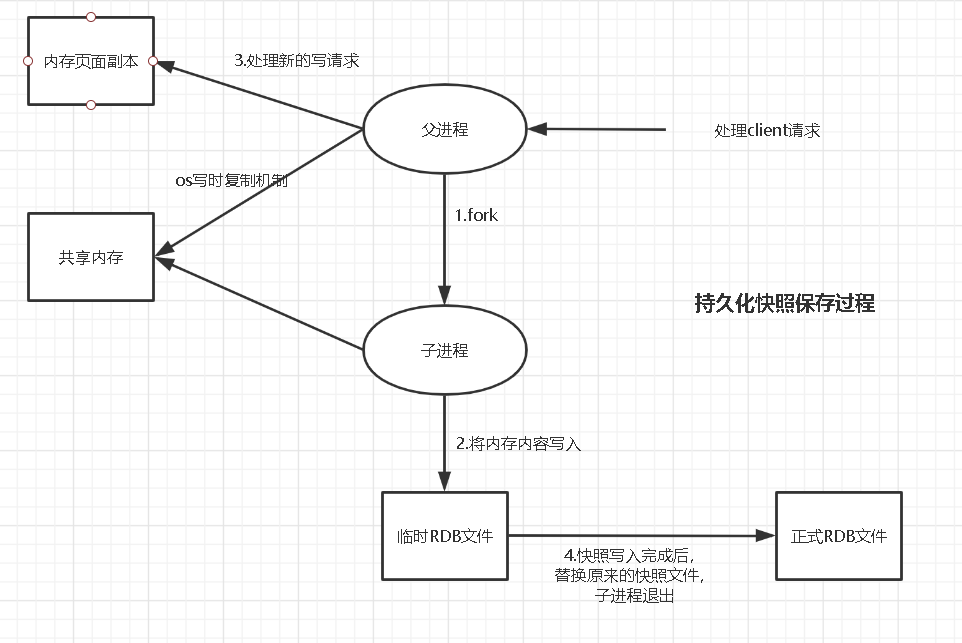 内存页面副本
3.处理新的写请求
父进程
处理client请求
os写时复制机制
1.fork
共享内存
持久化快照保存过程
子进程
2.将内存内容写入
临时RDB文件
正式RDB文件
4.快照写入完成后，
替换原来的快照文件，
子进程退出